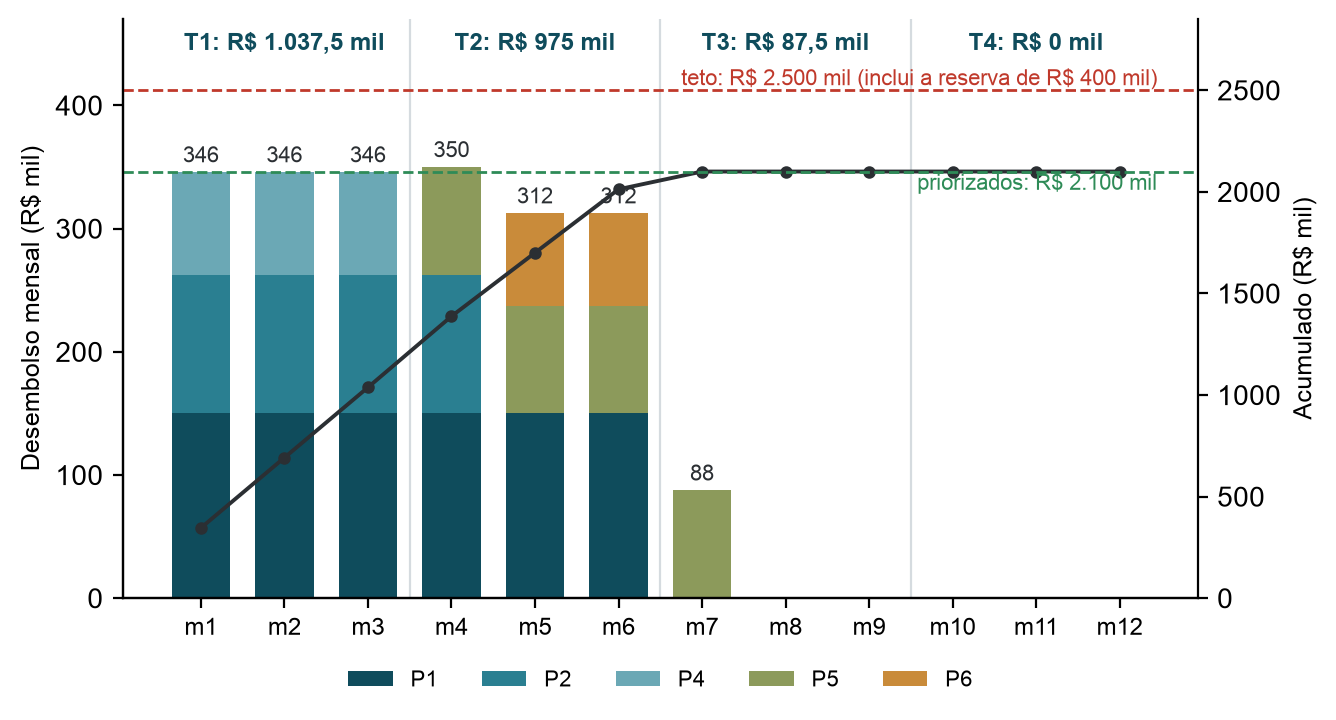 T1: R$ 1.037,5 mil
T2: R$ 975 mil
T3: R$ 87,5 mil
T4: R$ 0 mil
teto: R$ 2.500 mil (inclui a reserva de R$ 400 mil)
priorizados: R$ 2.100 mil
Desembolso mensal (R$ mil)
400
300
200
100
0
346
346
346
350
312
312
88
2500
2000
1500
1000
500
0
Acumulado (R$ mil)
m1 m2 m3 m4 m5 m6 m7 m8 m9 m10 m11 m12
P1 P2 P4 P5 P6